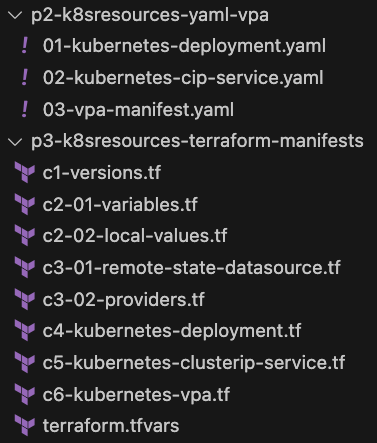 p2-k8sresources-yaml-vpa
01-kubernetes-deployment.yaml
02-kubernetes-cip-service.yaml
03-vpa-manifest.yaml
p3-k8sresources-terraform-manifests
c1-versions.tf
c2-01-variables.tf
c2-02-local-values.tf
c3-01-remote-state-datasource.tf
c3-02-providers.tf
c4-kubernetes-deployment.tf
c5-kubernetes-clusterip-service.tf
c6-kubernetes-vpa.tf
terraform.tfvars